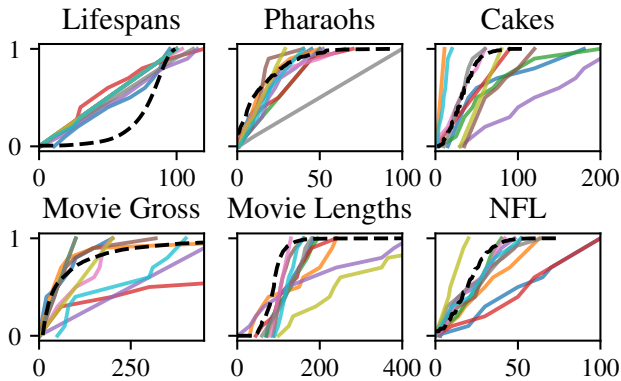 Lifespans Pharaohs Cakes
1 0
0 100 0 50 100 0 100 200
Movie Gross Movie Lengths NFL
1 0
0 250 0 200 400 0 50 100